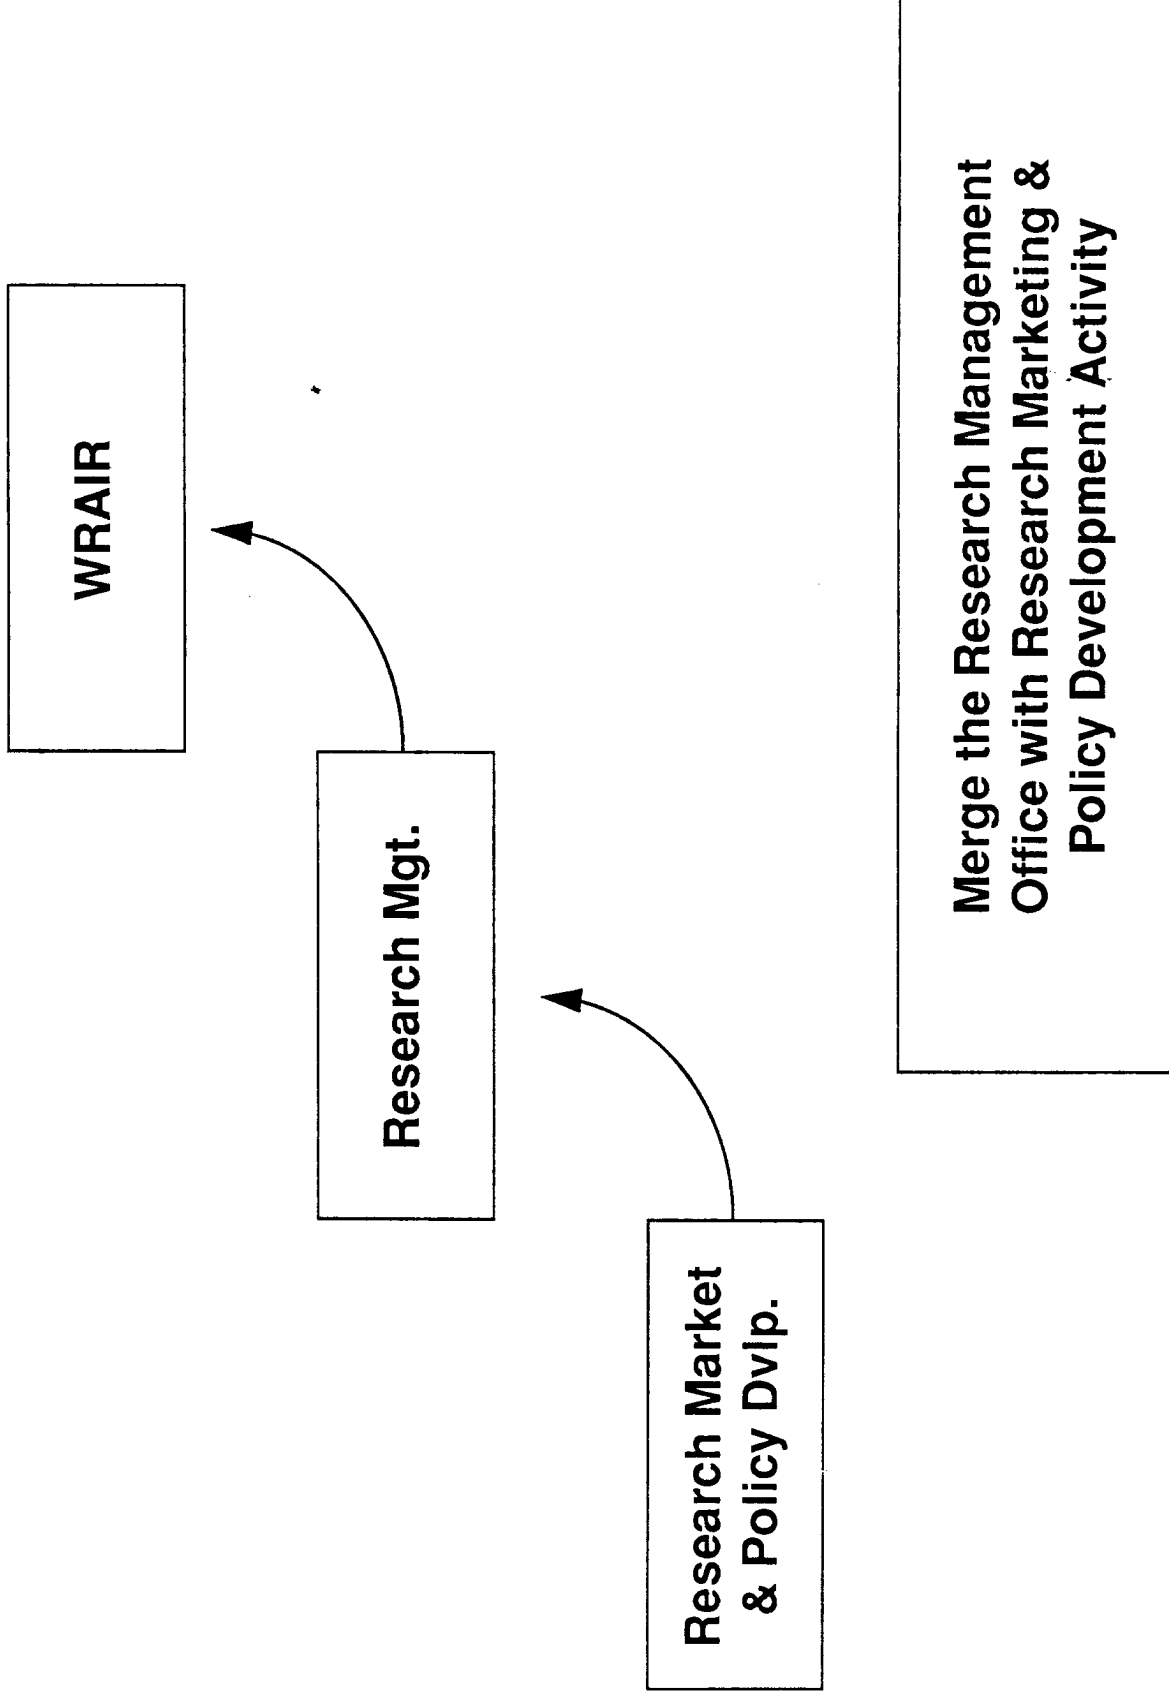 WRAIR
Research Mgt.
Research Market
& Policy Dvlp.
Merge the Research Management
Office with Research Marketing &
Policy Development Activity